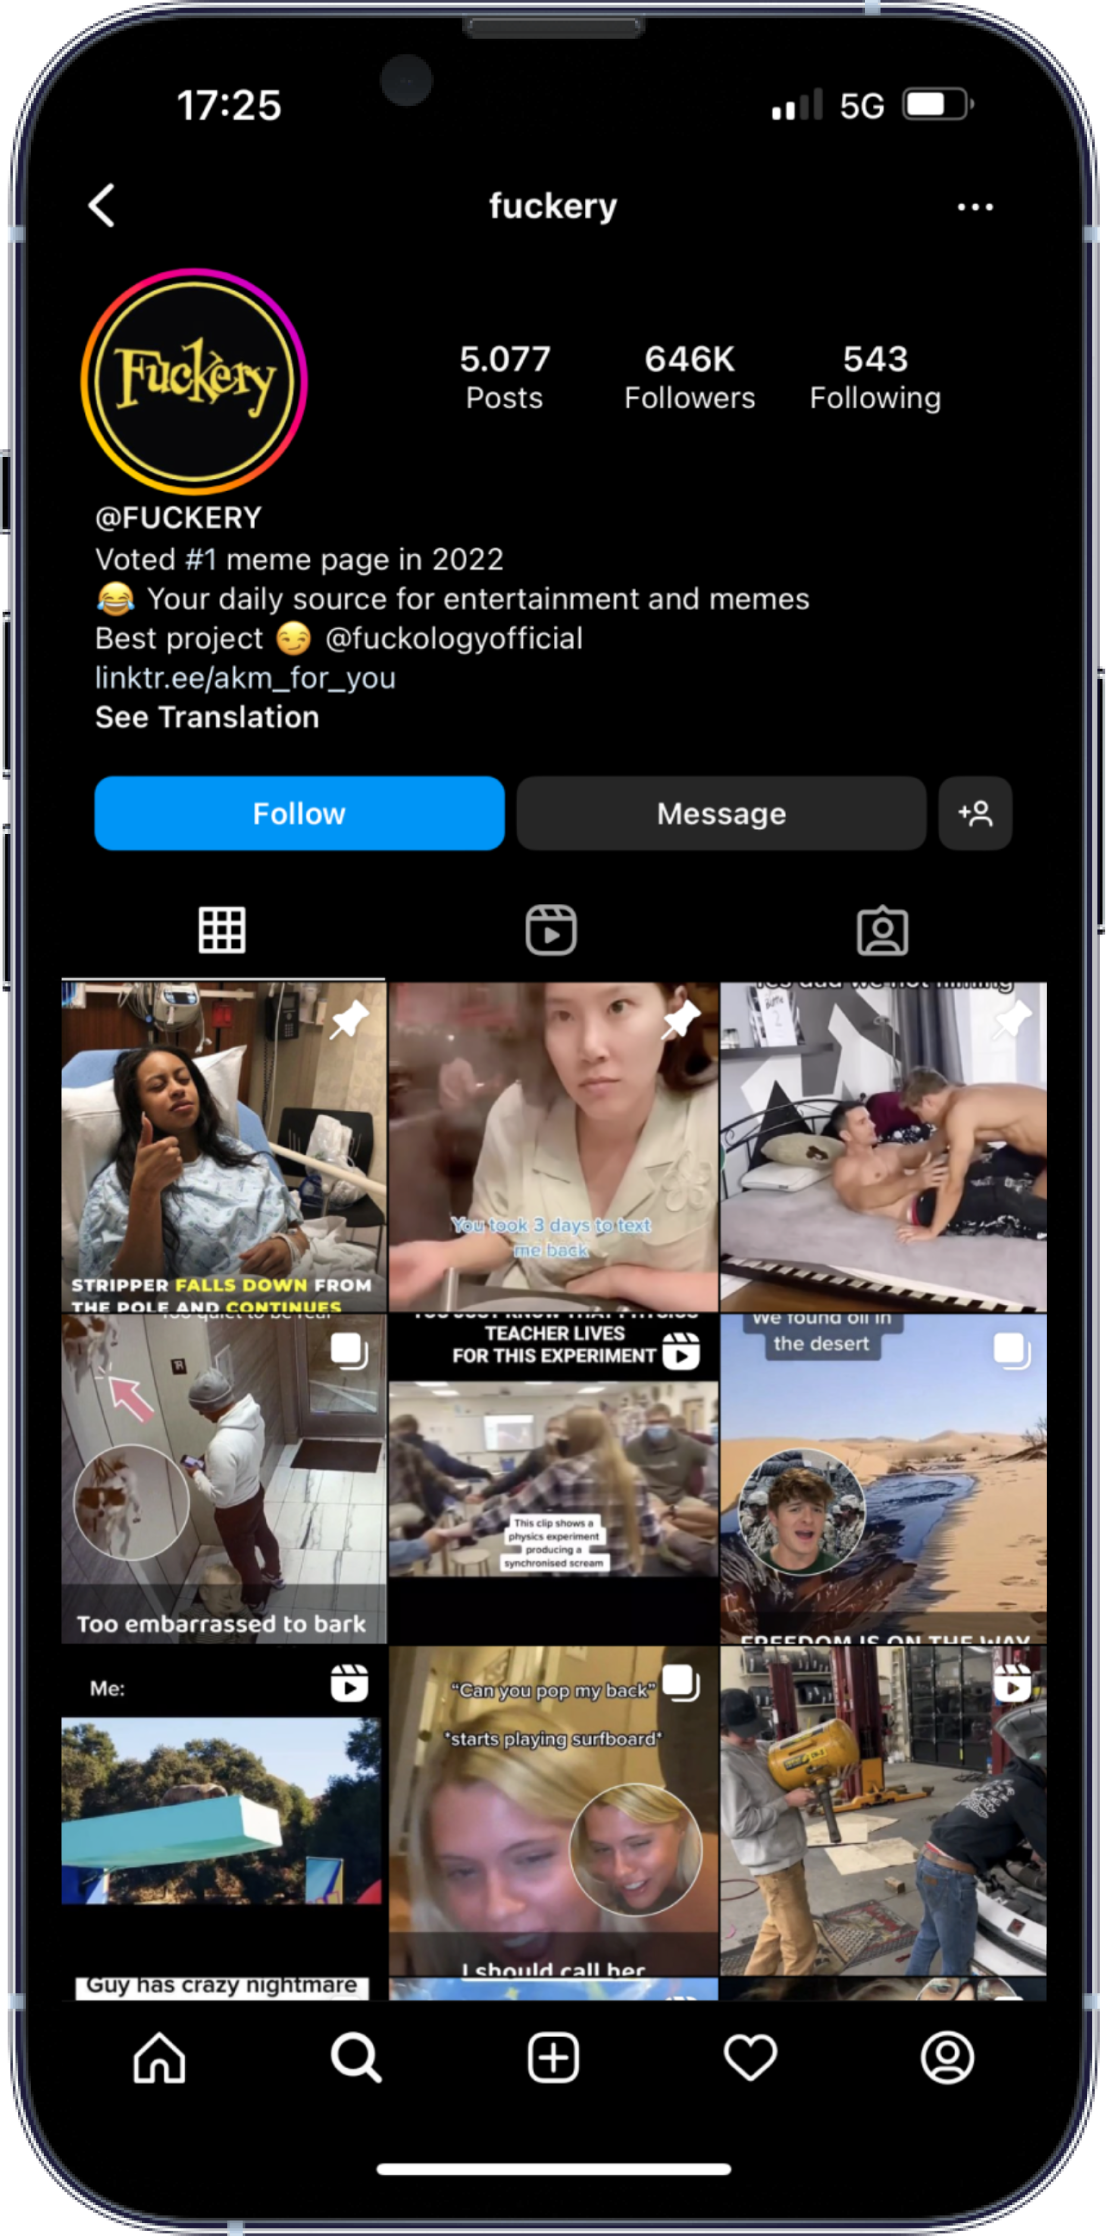 17:25
5G
fuckery
Fuckery
5.077
Posts
646K
Followers
543
Following
@FUCKERY
Voted #1 meme page in 2022
😂 Your daily source for entertainment and memes
Best project 😏 @fuckologyofficial
linktr.ee/akm_for_you
See Translation
Follow
Message
You took 3 days to text
me back
STRIPPER FALLS DOWN FROM
THE POLE AND CONTINUES
Too quiet to be real
Too embarrassed to bark
TEACHER LIVES
FOR THIS EXPERIMENT
This clip shows a
physics experiment
producing a
synchronised scream
We found oil in
the desert
FREEDOM IS ON THE WAY
Me:
"Can you pop my back"
*starts playing surfboard*
I should call her
Guy has crazy nightmare